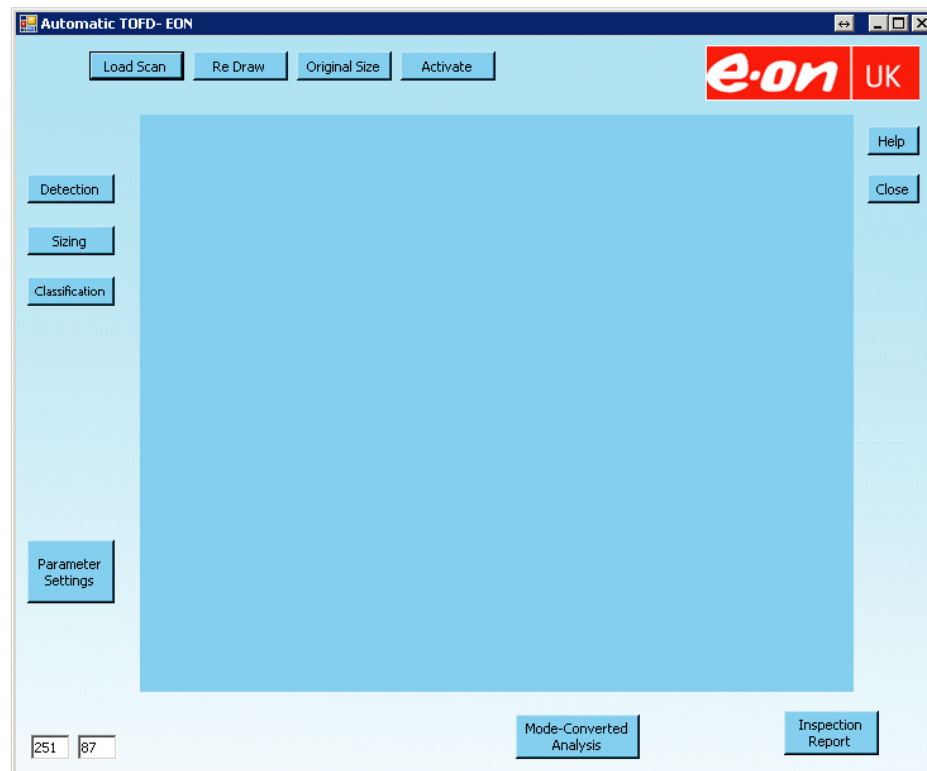 Automatic TOFD- EON
Load Scan Re Draw Original Size Activate
e·on UK
Help
Detection Close
Sizing
Classification
Parameter
Settings
Mode-Converted
Analysis
Inspection
Report
251 87